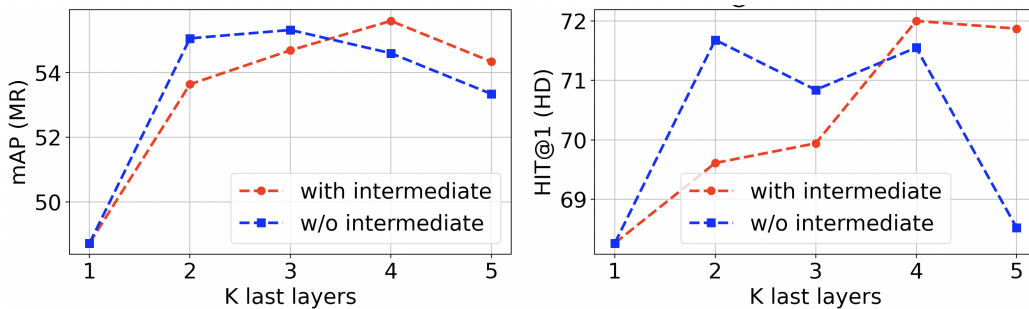 mAP (MR)
54
52
50
with intermediate
w/o intermediate
1 2 3 4 5
K last layers
HIT@1 (HD)
72
71
70
69
with intermediate
w/o intermediate
1 2 3 4 5
K last layers